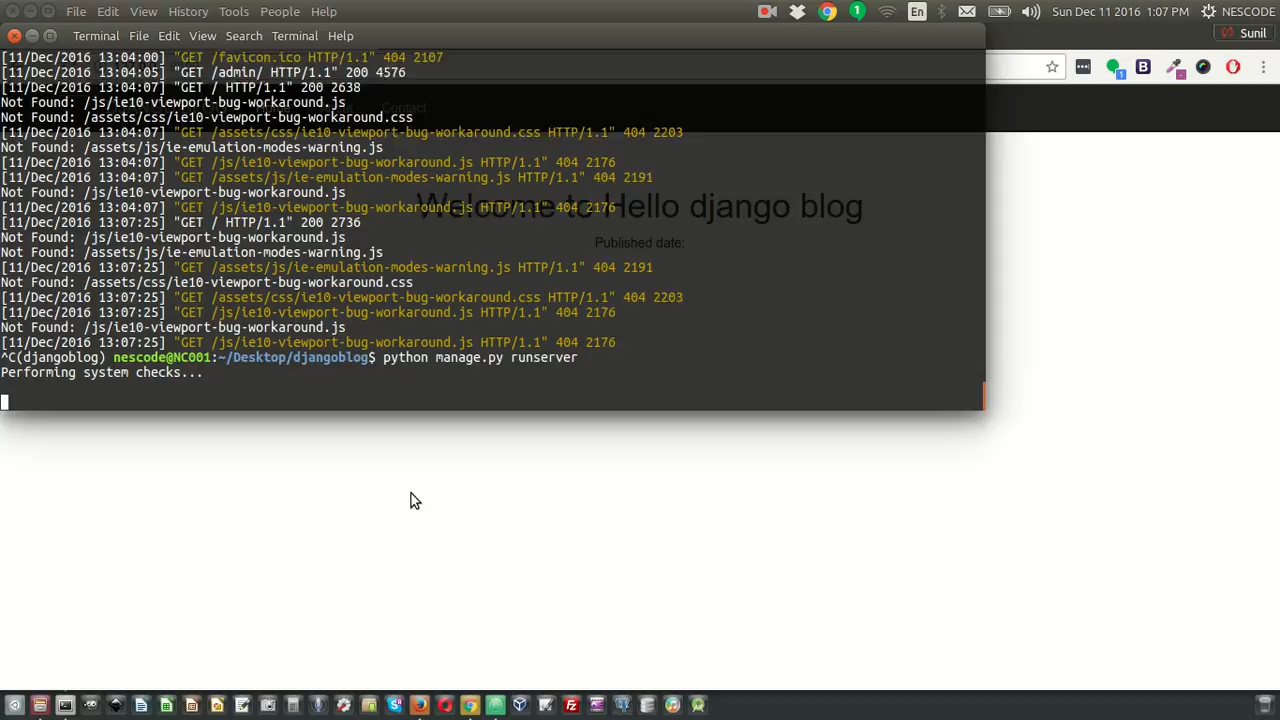 File Edit View History Tools People Help
1 En Sun Dec 11 2016 1:07 PM NESCODE
Terminal File Edit View Search Terminal Help
Sunil
[11/Dec/2016 13:04:00] "GET /favicon.ico HTTP/1.1" 404 2107
[11/Dec/2016 13:04:05] "GET /admin/ HTTP/1.1" 200 4576
[11/Dec/2016 13:04:07] "GET / HTTP/1.1" 200 2638
Not Found: /js/ie10-viewport-bug-workaround.js
Contact
Not Found: /assets/css/ie10-viewport-bug-workaround.css
[11/Dec/2016 13:04:07] "GET /assets/css/ie10-viewport-bug-workaround.css HTTP/1.1" 404 2203
Not Found: /assets/js/ie-emulation-modes-warning.js
[11/Dec/2016 13:04:07] "GET /js/ie10-viewport-bug-workaround.js HTTP/1.1" 404 2176
[11/Dec/2016 13:04:07] "GET /assets/js/ie-emulation-modes-warning.js HTTP/1.1" 404 2191
Not Found: /js/ie10-viewport-bug-workaround.js
[11/Dec/2016 13:04:07] "GET /js/ie10-viewport-bug-workaround.js HTTP/1.1" 404 2176
Welcome to Hello django blog
[11/Dec/2016 13:07:25] "GET / HTTP/1.1" 200 2736
Not Found: /js/ie10-viewport-bug-workaround.js
Published date:
Not Found: /assets/js/ie-emulation-modes-warning.js
[11/Dec/2016 13:07:25] "GET /assets/js/ie-emulation-modes-warning.js HTTP/1.1" 404 2191
Not Found: /assets/css/ie10-viewport-bug-workaround.css
[11/Dec/2016 13:07:25] "GET /assets/css/ie10-viewport-bug-workaround.css HTTP/1.1" 404 2203
[11/Dec/2016 13:07:25] "GET /js/ie10-viewport-bug-workaround.js HTTP/1.1" 404 2176
Not Found: /js/ie10-viewport-bug-workaround.js
[11/Dec/2016 13:07:25] "GET /js/ie10-viewport-bug-workaround.js HTTP/1.1" 404 2176
^C(djangoblog) nescode@NC001:~/Desktop/djangoblog$ python manage.py runserver
Performing system checks...